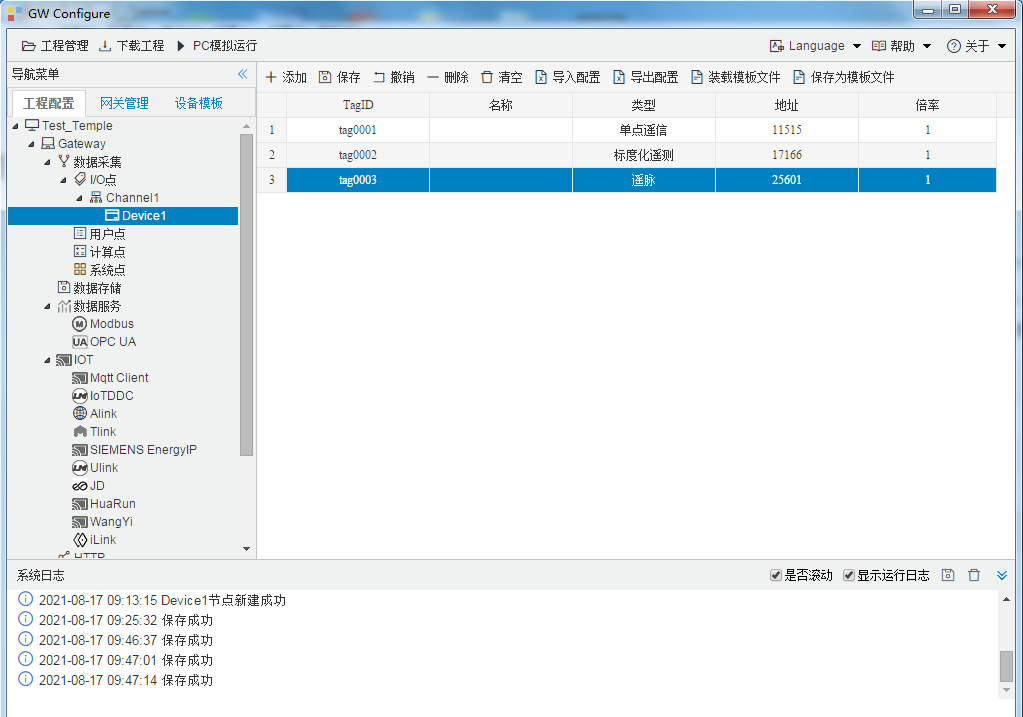 GW Configure
工程管理 下载工程 PC模拟运行 Language 帮助 关于
导航菜单
添加 保存 撤销 删除 清空 导入配置 导出配置 装载模板文件 保存为模板文件
工程配置 网关管理 设备模板
TagID 名称 类型 地址 倍率
1 tag0001 单点遥信 11515 1
2 tag0002 标度化遥测 17166 1
3 tag0003 遥脉 25601 1
Test_Temple
Gateway
数据采集
I/O点
Channel1
Device1
用户点
计算点
系统点
数据存储
数据服务
Modbus
UA OPC UA
IOT
Mqtt Client
IoTDDC
Alink
Tlink
SIEMENS EnergyIP
Ulink
JD
HuaRun
WangYi
iLink
HTTP
系统日志 是否滚动 显示运行日志
2021-08-17 09:13:15 Device1节点新建成功
2021-08-17 09:25:32 保存成功
2021-08-17 09:46:37 保存成功
2021-08-17 09:47:01 保存成功
2021-08-17 09:47:14 保存成功